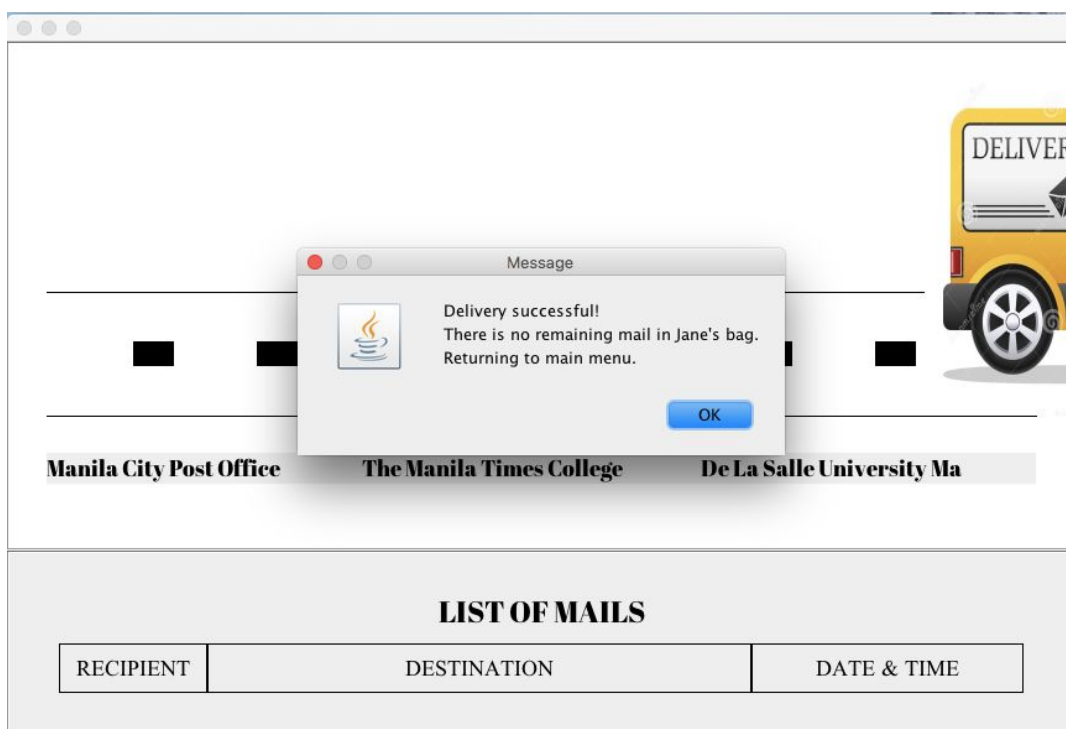 DELIVER
Message
Delivery successful!
There is no remaining mail in Jane's bag.
Returning to main menu.
OK
Manila City Post Office The Manila Times College De La Salle University Ma
LIST OF MAILS
RECIPIENT DESTINATION DATE & TIME